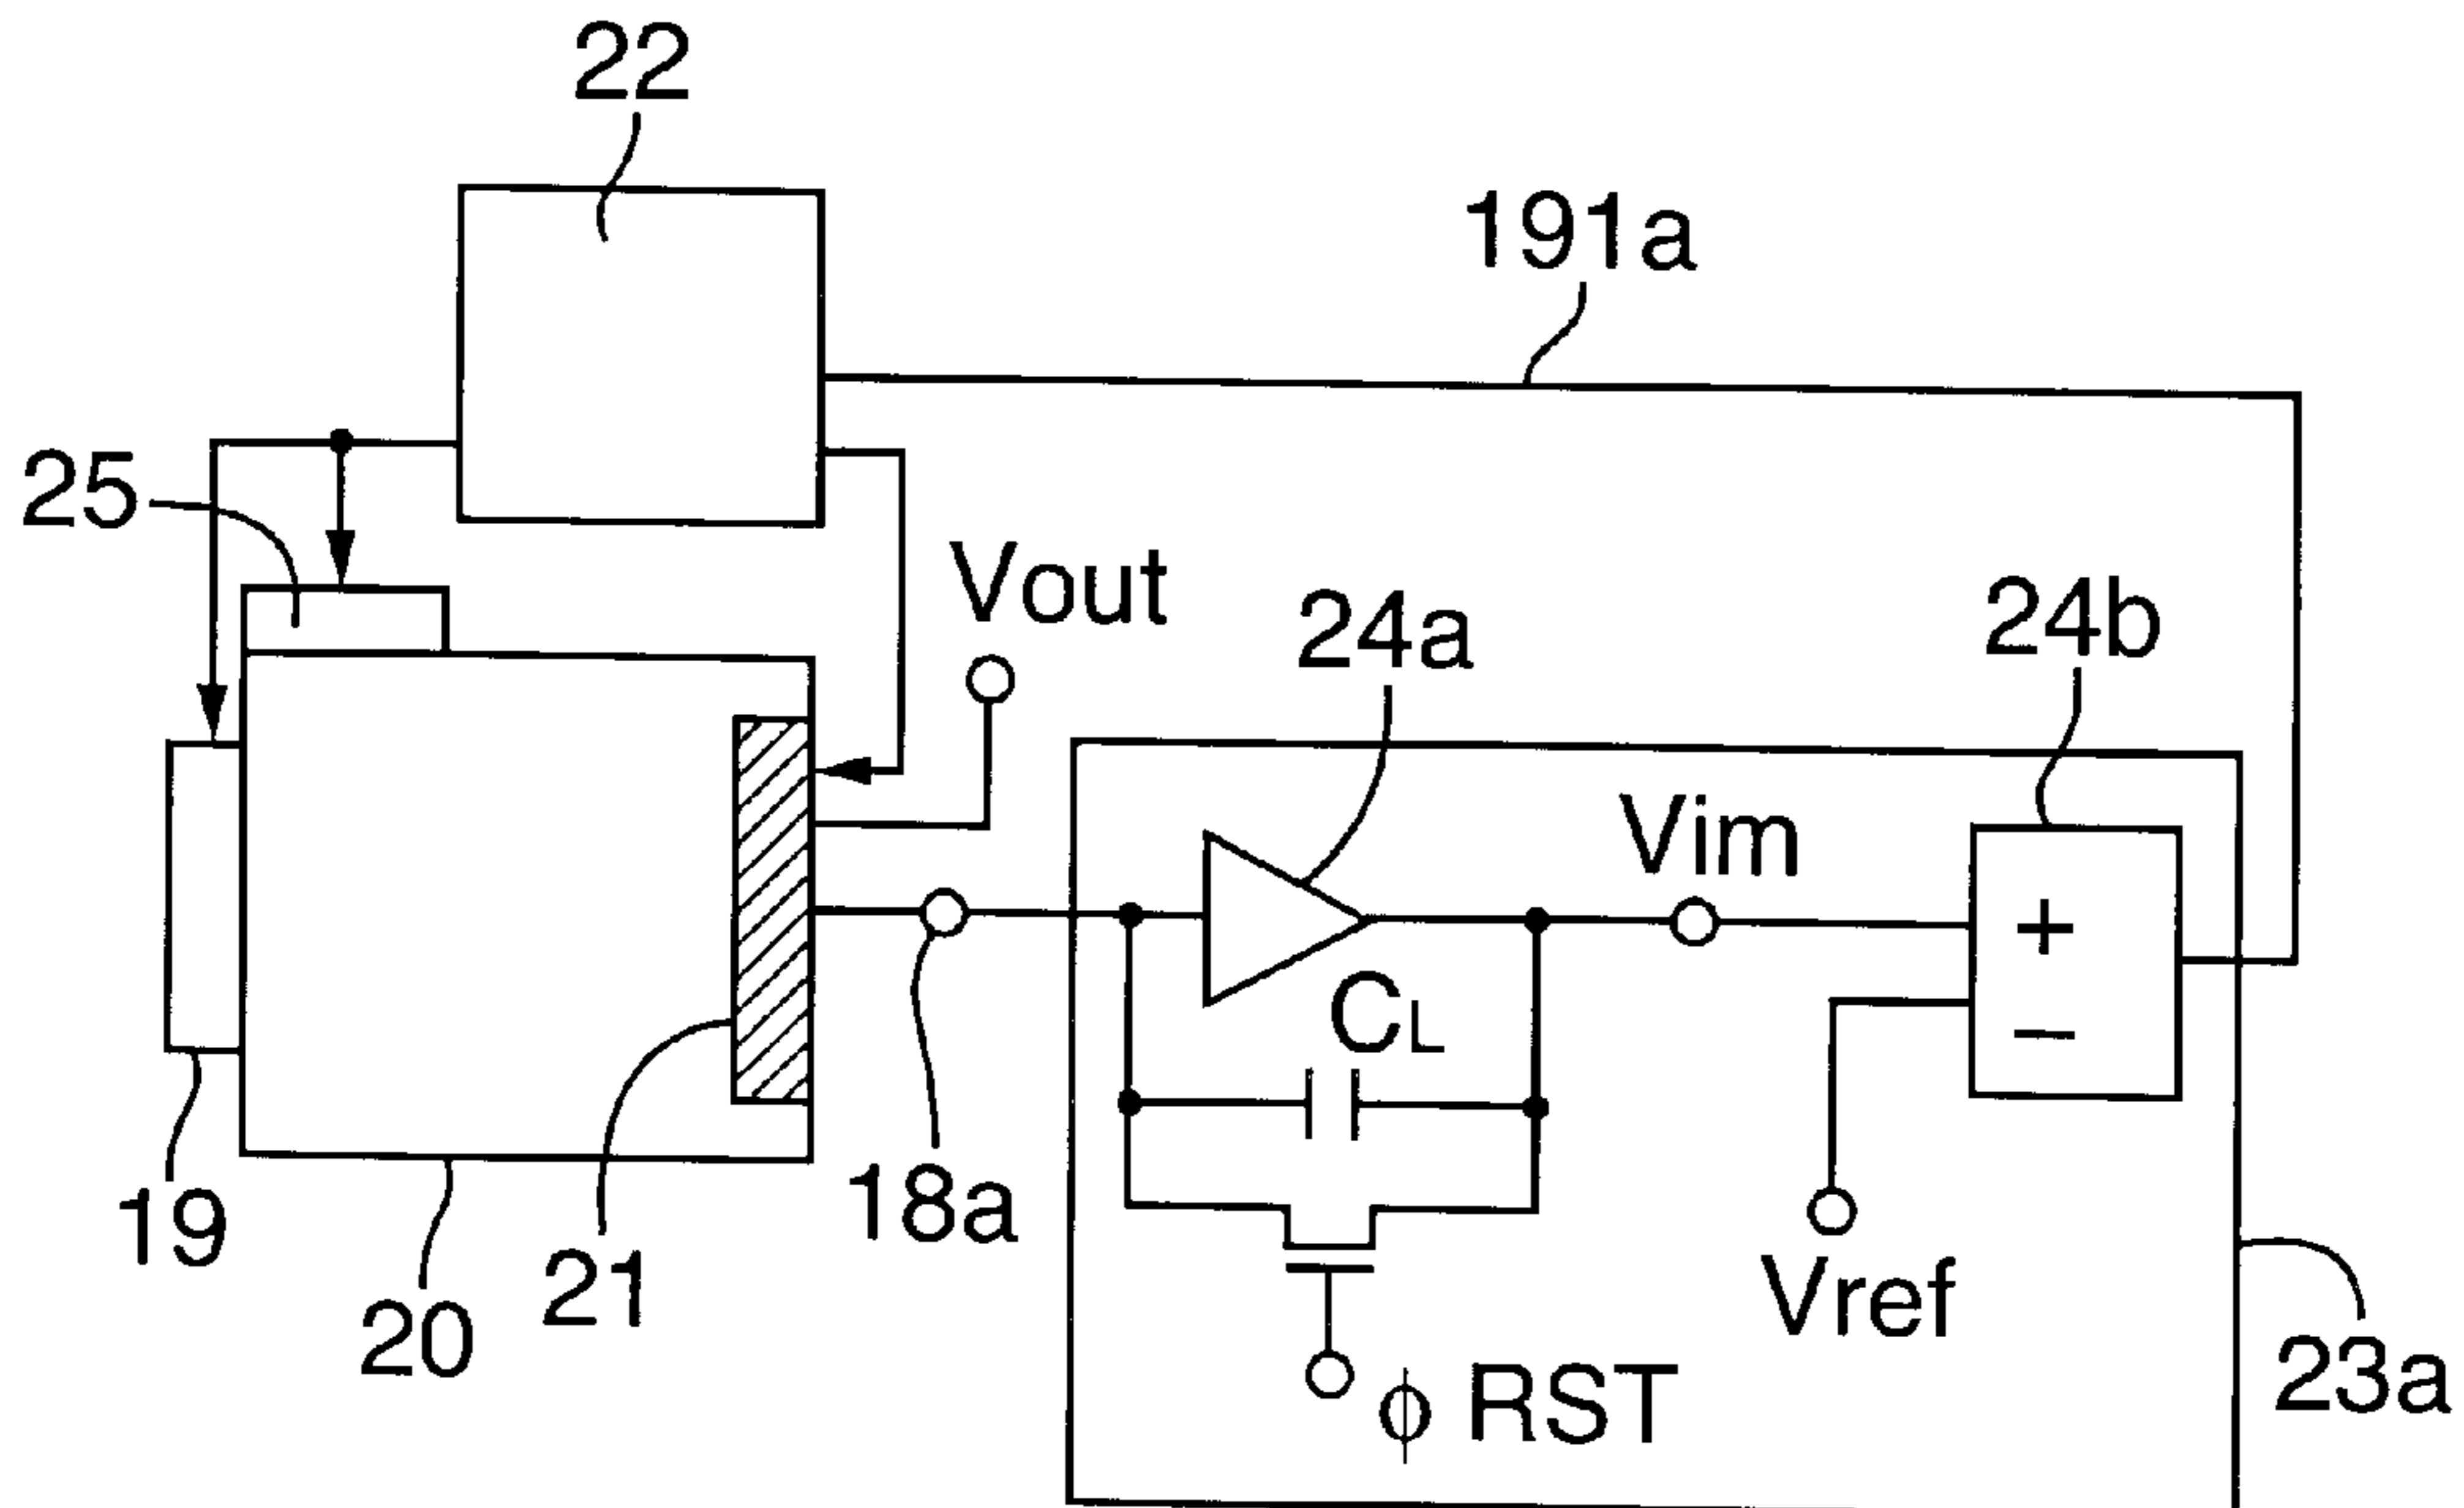 22
191a
25
Vout
24a
24b
Vim
+
−
CL
18a
19
20
21
Vref
ϕ RST
23a